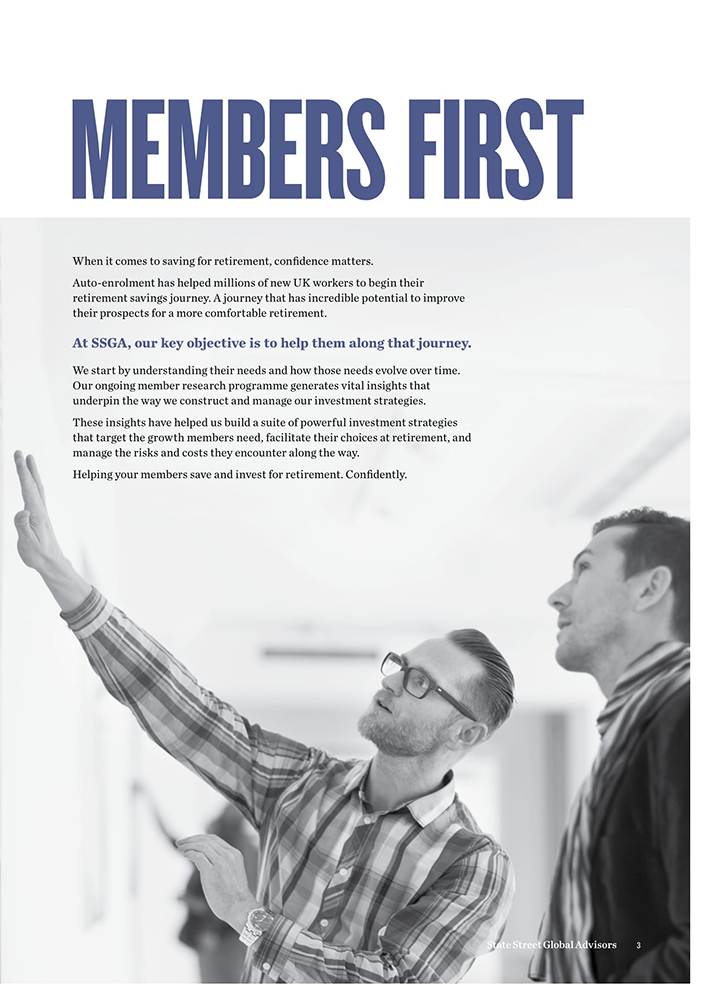 MEMBERS FIRST
When it comes to saving for retirement, confidence matters.
Auto-enrolment has helped millions of new UK workers to begin their
retirement savings journey. A journey that has incredible potential to improve
their prospects for a more comfortable retirement.
At SSGA, our key objective is to help them along that journey.
We start by understanding their needs and how those needs evolve over time.
Our ongoing member research programme generates vital insights that
underpin the way we construct and manage our investment strategies.
These insights have helped us build a suite of powerful investment strategies
that target the growth members need, facilitate their choices at retirement, and
manage the risks and costs they encounter along the way.
Helping your members save and invest for retirement. Confidently.
State Street Global Advisors 3